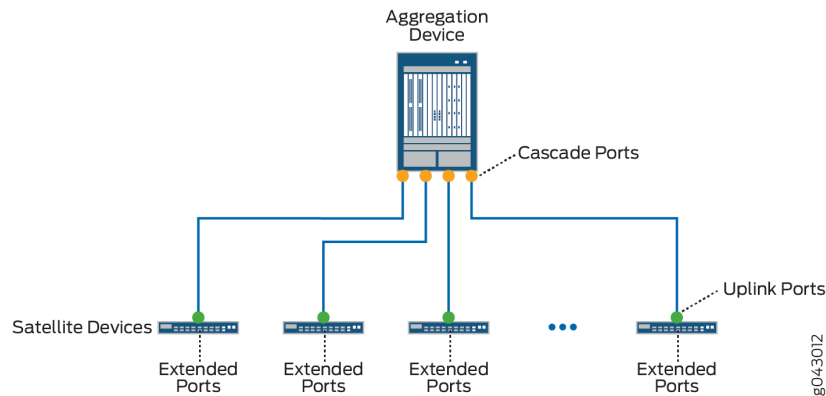 Aggregation
Device
Cascade Ports
Uplink Ports
Satellite Devices
Extended
Ports
Extended
Ports
Extended
Ports
Extended
Ports
g043012